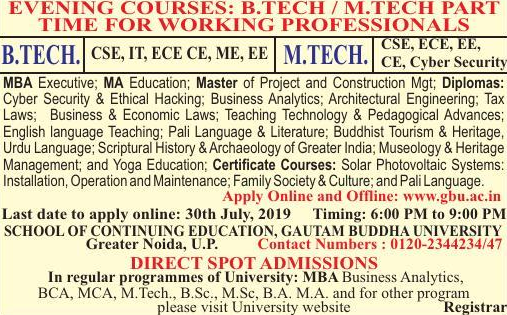 EVENING COURSES: B.TECH / M.TECH PART
TIME FOR WORKING PROFESSIONALS
B.TECH. CSE, IT, ECE CE, ME, EE M.TECH. CSE, ECE, EE,
CE, Cyber Security
MBA Executive; MA Education; Master of Project and Construction Mgt; Diplomas:
Cyber Security & Ethical Hacking; Business Analytics; Architectural Engineering; Tax
Laws; Business & Economic Laws; Teaching Technology & Pedagogical Advances;
English language Teaching; Pali Language & Literature; Buddhist Tourism & Heritage,
Urdu Language; Scriptural History & Archaeology of Greater India; Museology & Heritage
Management; and Yoga Education; Certificate Courses: Solar Photovoltaic Systems:
Installation, Operation and Maintenance; Family Society & Culture; and Pali Language.
Apply Online and Offline: www.gbu.ac.in
Last date to apply online: 30th July, 2019 Timing: 6:00 PM to 9:00 PM
SCHOOL OF CONTINUING EDUCATION, GAUTAM BUDDHA UNIVERSITY
Greater Noida, U.P. Contact Numbers : 0120-2344234/47
DIRECT SPOT ADMISSIONS
In regular programmes of University: MBA Business Analytics,
BCA, MCA, M.Tech., B.Sc., M.Sc, B.A. M.A. and for other program
please visit University website Registrar